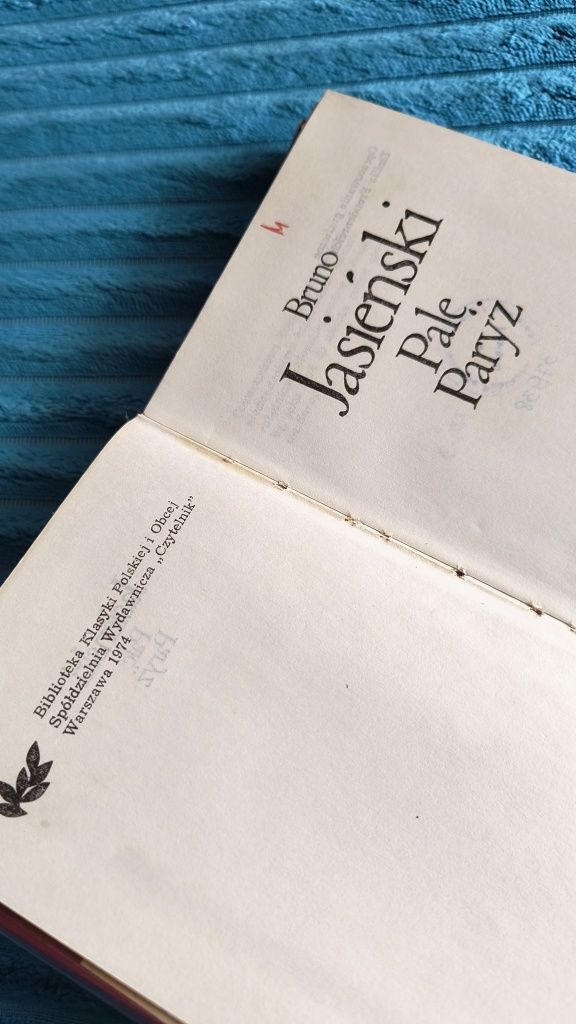 Bruno
Jasieński
Palę
Paryż
Biblioteka Klasyki Polskiej i Obcej
Spółdzielnia Wydawnicza „Czytelnik”
Warszawa 1974